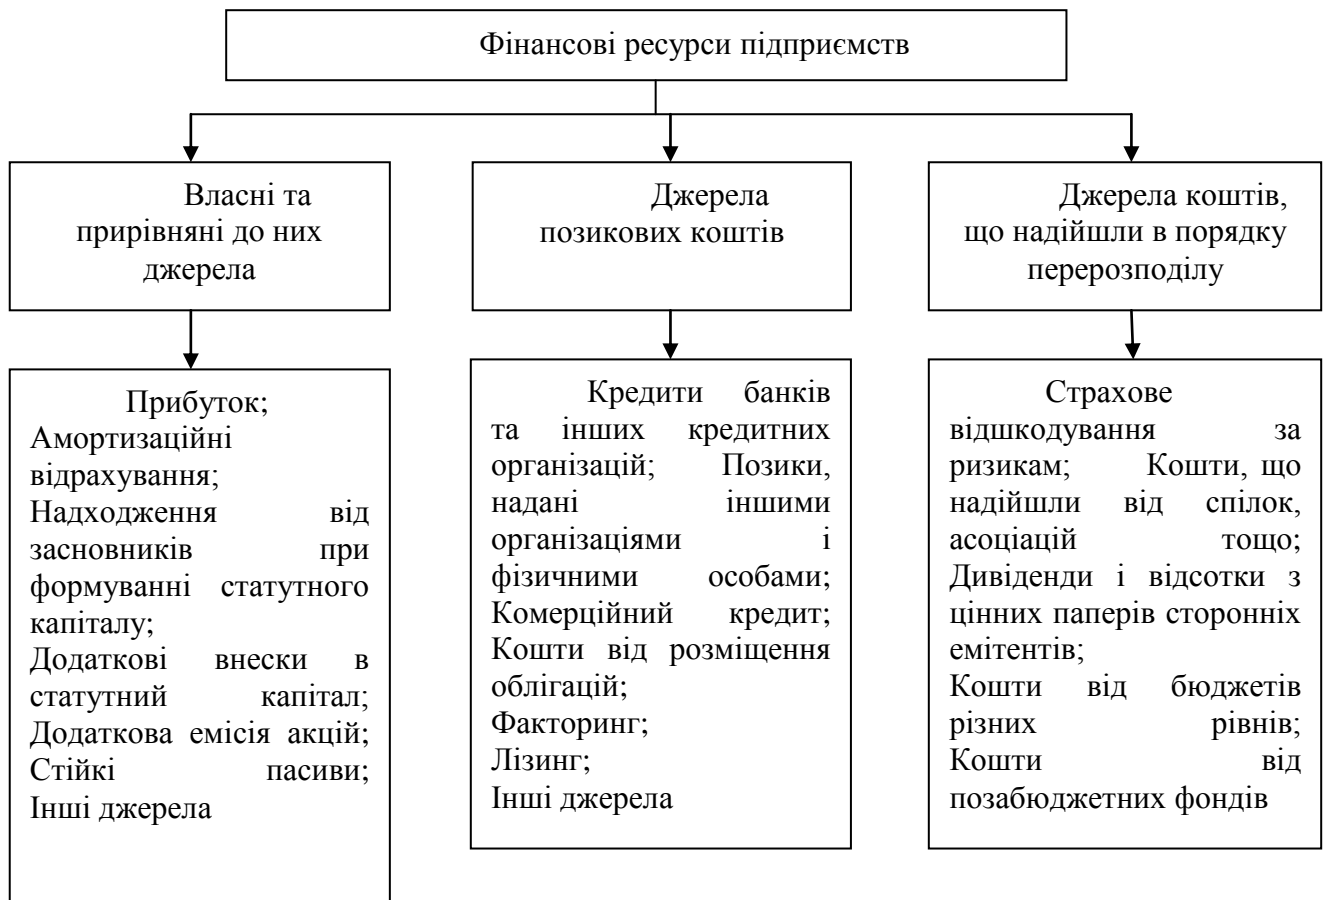 Фінансові ресурси підприємств
Власні та
прирівняні до них
джерела
Джерела
позикових коштів
Джерела коштів,
що надійшли в порядку
перерозподілу
Прибуток;
Амортизаційні
відрахування;
Надходження від
засновників при
формуванні статутного
капіталу;
Додаткові внески в
статутний капітал;
Додаткова емісія акцій;
Стійкі пасиви;
Інші джерела
Кредити банків
та інших кредитних
організацій; Позики,
надані іншими
організаціями і
фізичними особами;
Комерційний кредит;
Кошти від розміщення
облігацій;
Факторинг;
Лізинг;
Інші джерела
Страхове
відшкодування за
ризикам; Кошти, що
надійшли від спілок,
асоціацій тощо;
Дивіденди і відсотки з
цінних паперів сторонніх
емітентів;
Кошти від бюджетів
різних рівнів;
Кошти від
позабюджетних фондів